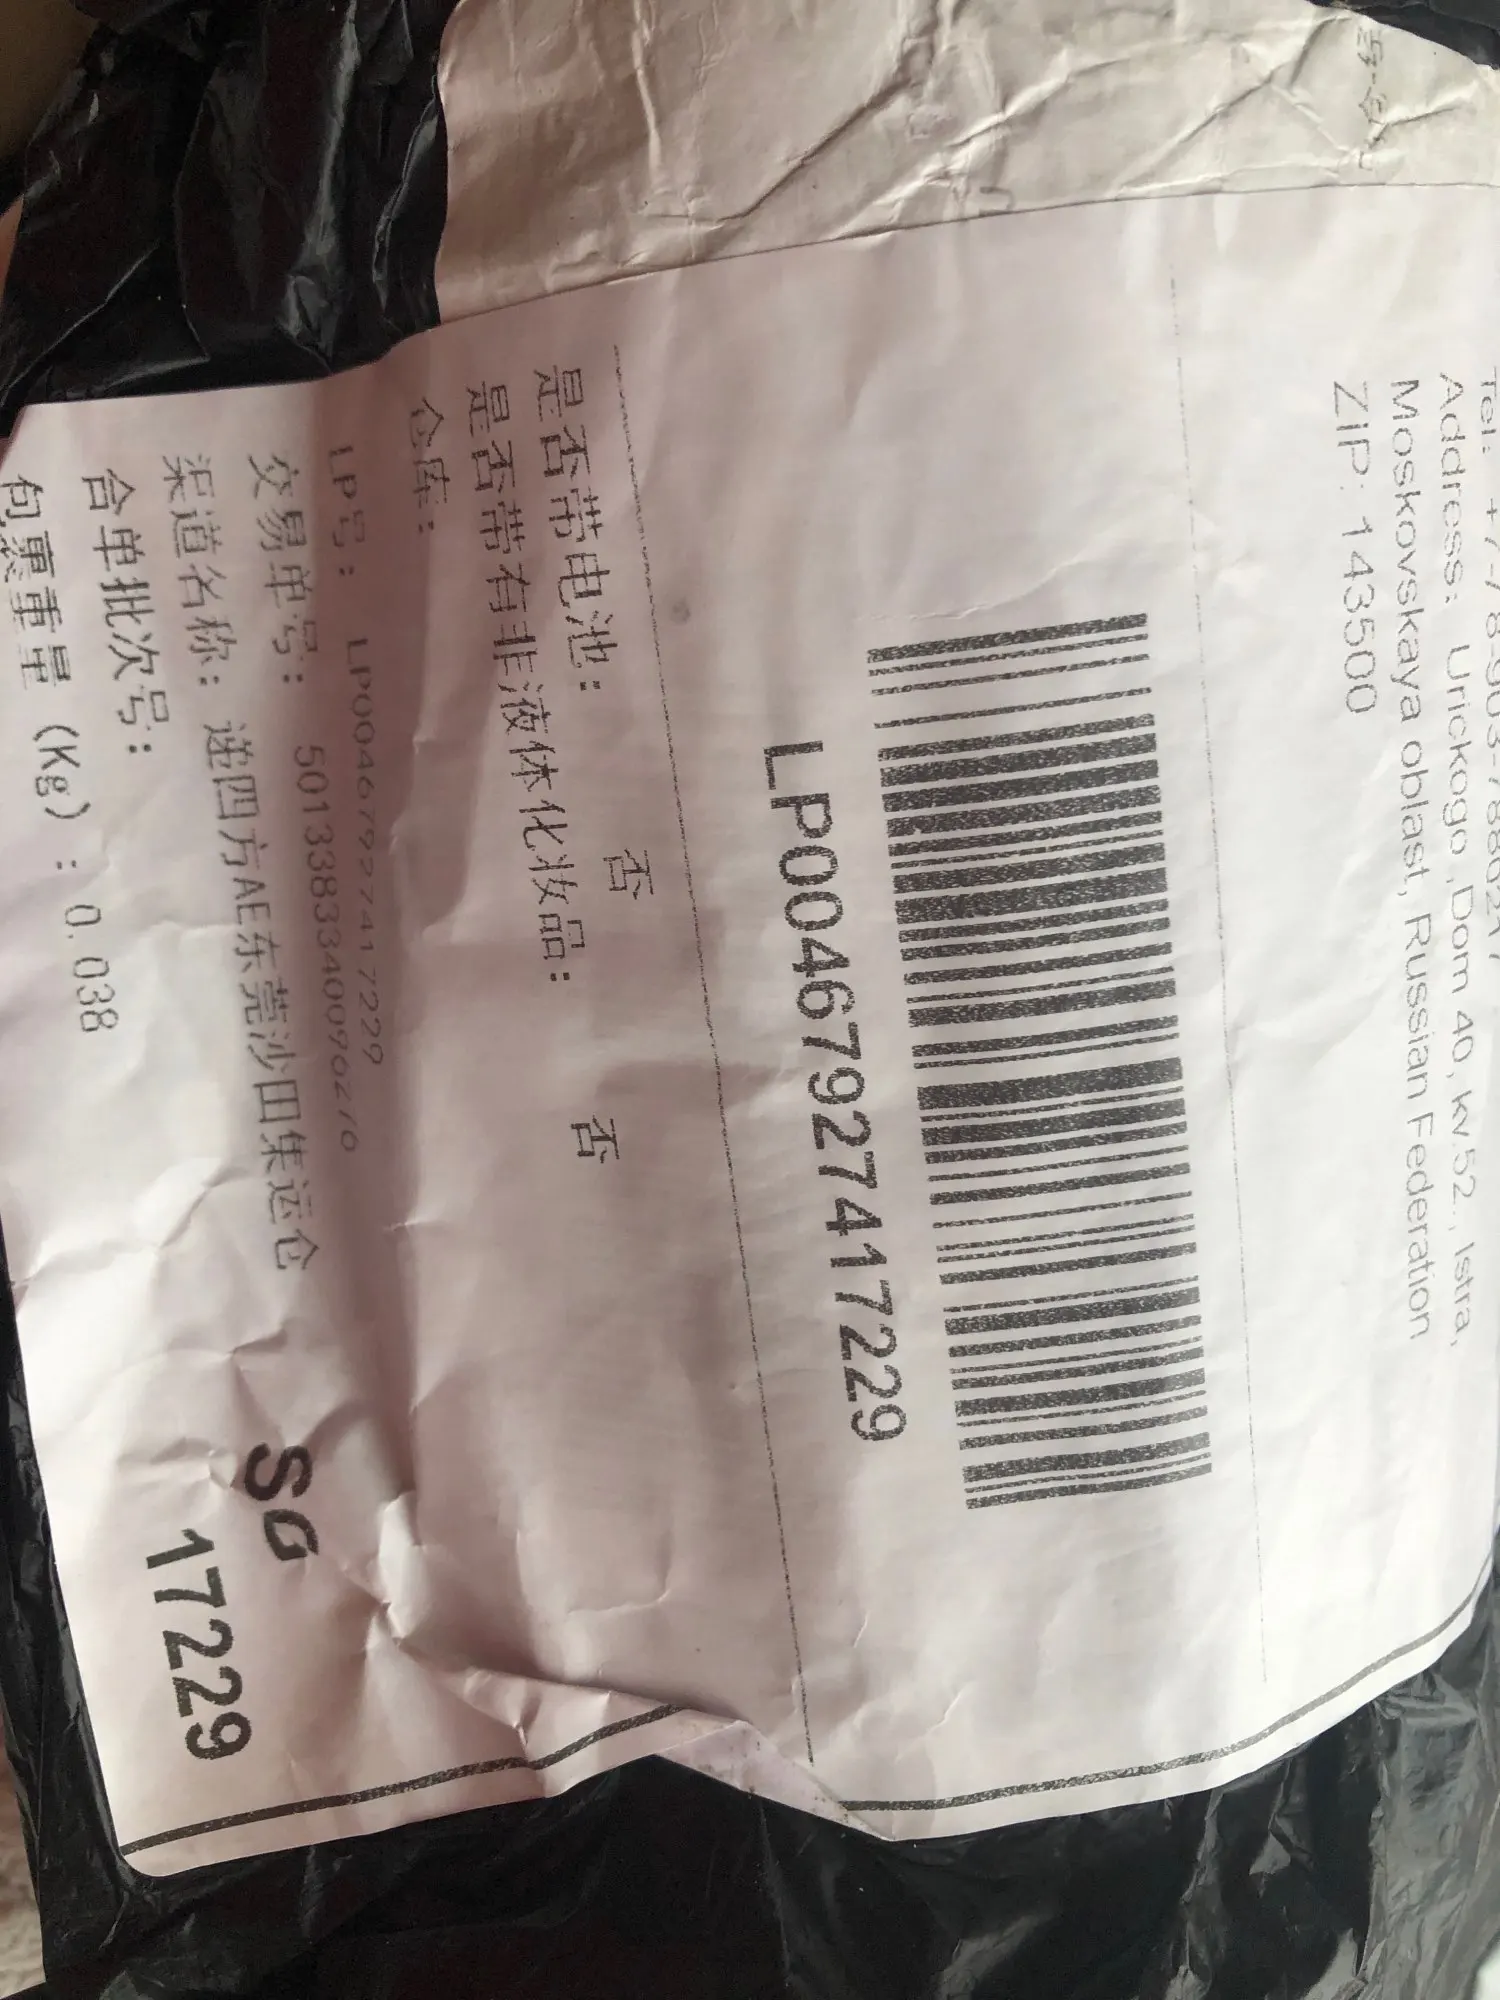 Tel:
Address: Urickogo ,Dom 40, kv.52., Istra,
Moskovskaya oblast, Russian Federation
ZIP: 143500
LP00467927417229
是否带电池: 否
是否带有非液体化妆品: 否
仓库:
LP号: LP00467927417229
交易单号:
渠道名称: 递四方AE东莞沙田集运仓
SG
合单批次号:
17229
包裹重量 (Kg) : 0.038